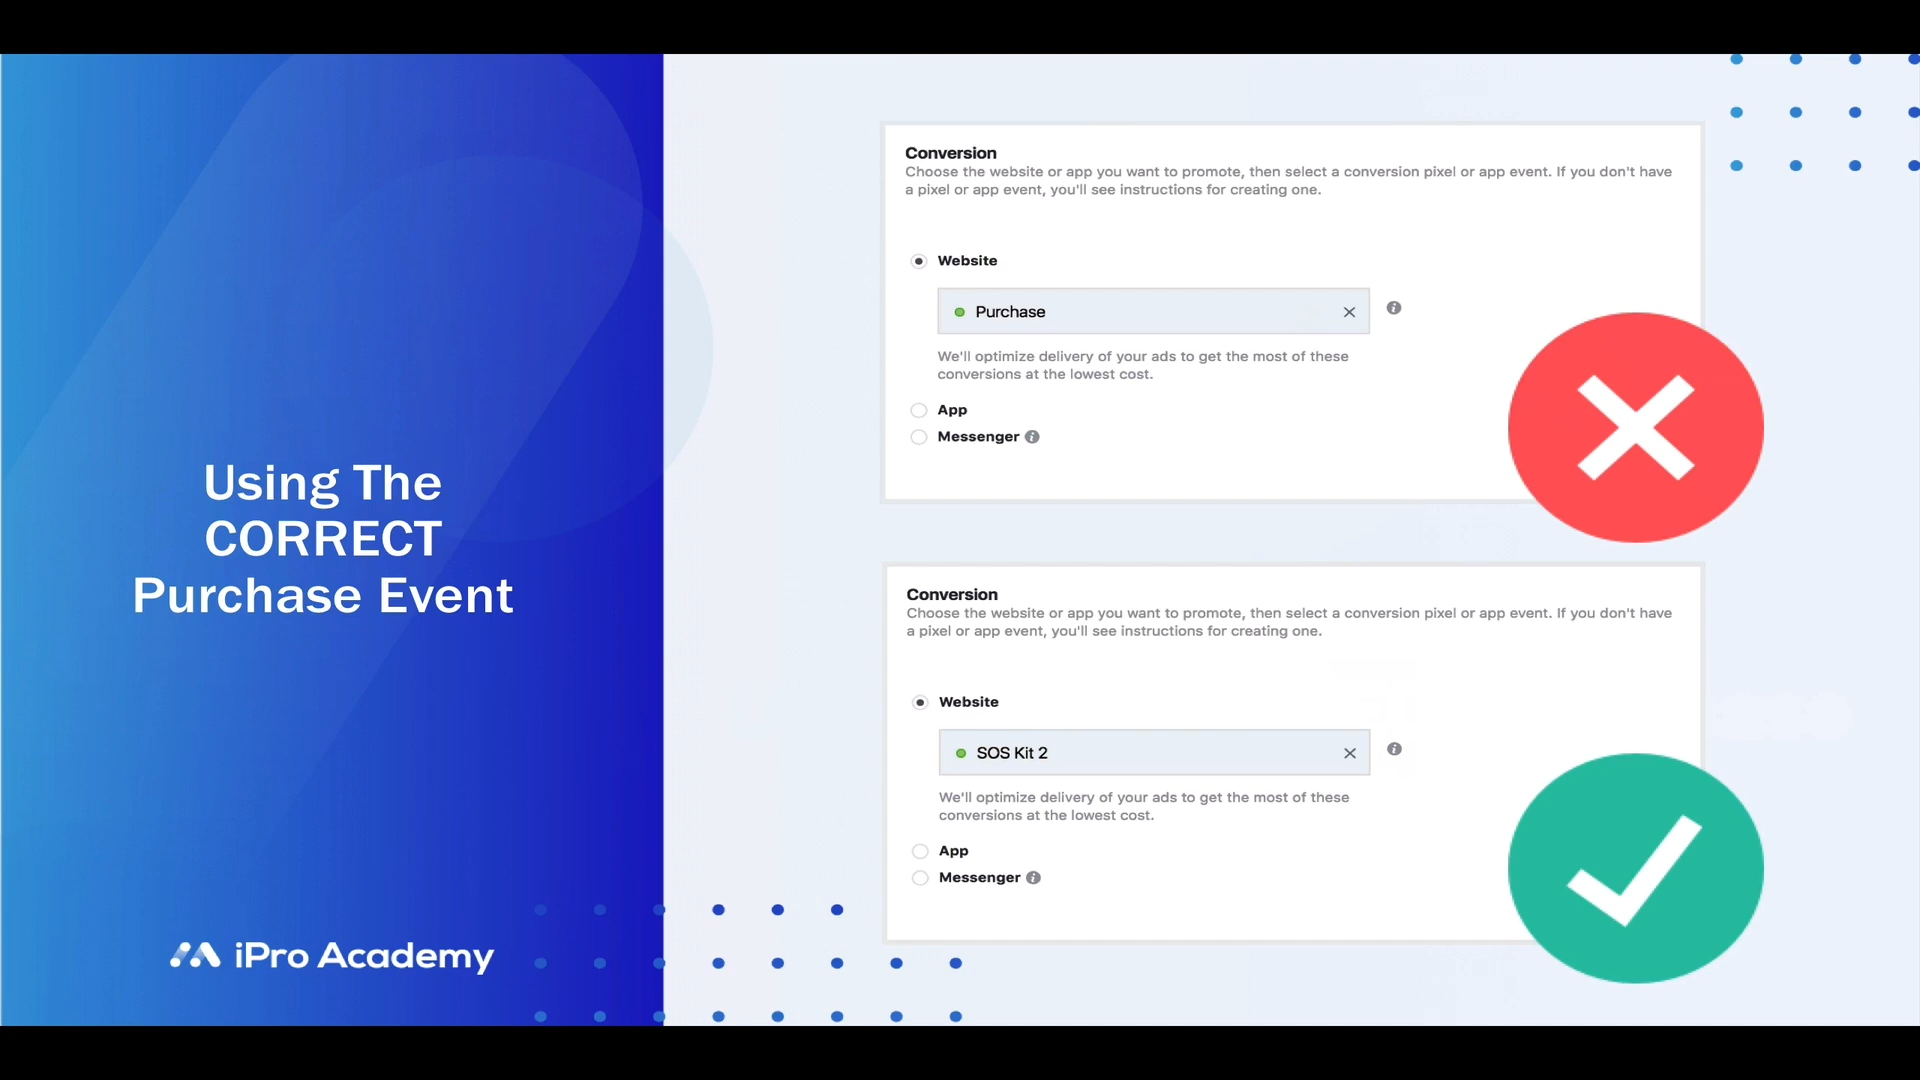 Using The
CORRECT
Purchase Event
iPro Academy
Conversion
Choose the website or app you want to promote, then select a conversion pixel or app event. If you don't have
a pixel or app event, you'll see instructions for creating one.
Website
Purchase
We'll optimize delivery of your ads to get the most of these
conversions at the lowest cost.
App
Messenger
Conversion
Choose the website or app you want to promote, then select a conversion pixel or app event. If you don't have
a pixel or app event, you'll see instructions for creating one.
Website
SOS Kit 2
We'll optimize delivery of your ads to get the most of these
conversions at the lowest cost.
App
Messenger